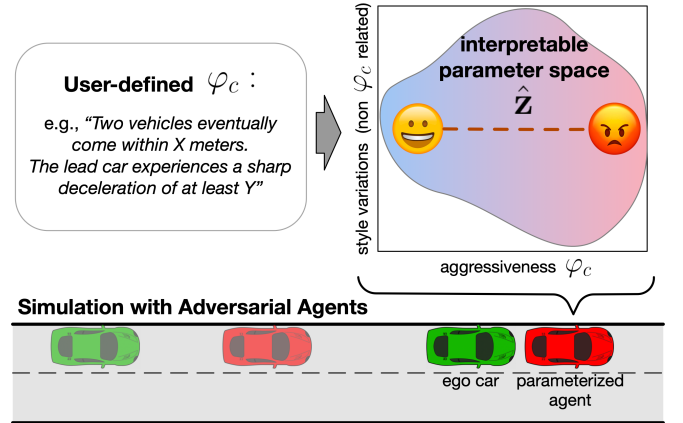 User-defined φ_C :
e.g., “Two vehicles eventually
come within X meters.
The lead car experiences a sharp
deceleration of at least Y”
style variations (non φ_C related)
interpretable
parameter space
ẑ
aggressiveness φ_C
Simulation with Adversarial Agents
ego car
parameterized
agent